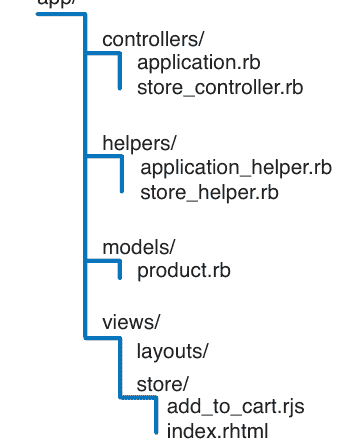 app/
controllers/
application.rb
store_controller.rb
helpers/
application_helper.rb
store_helper.rb
models/
product.rb
views/
layouts/
store/
add_to_cart.rjs
index.rhtml